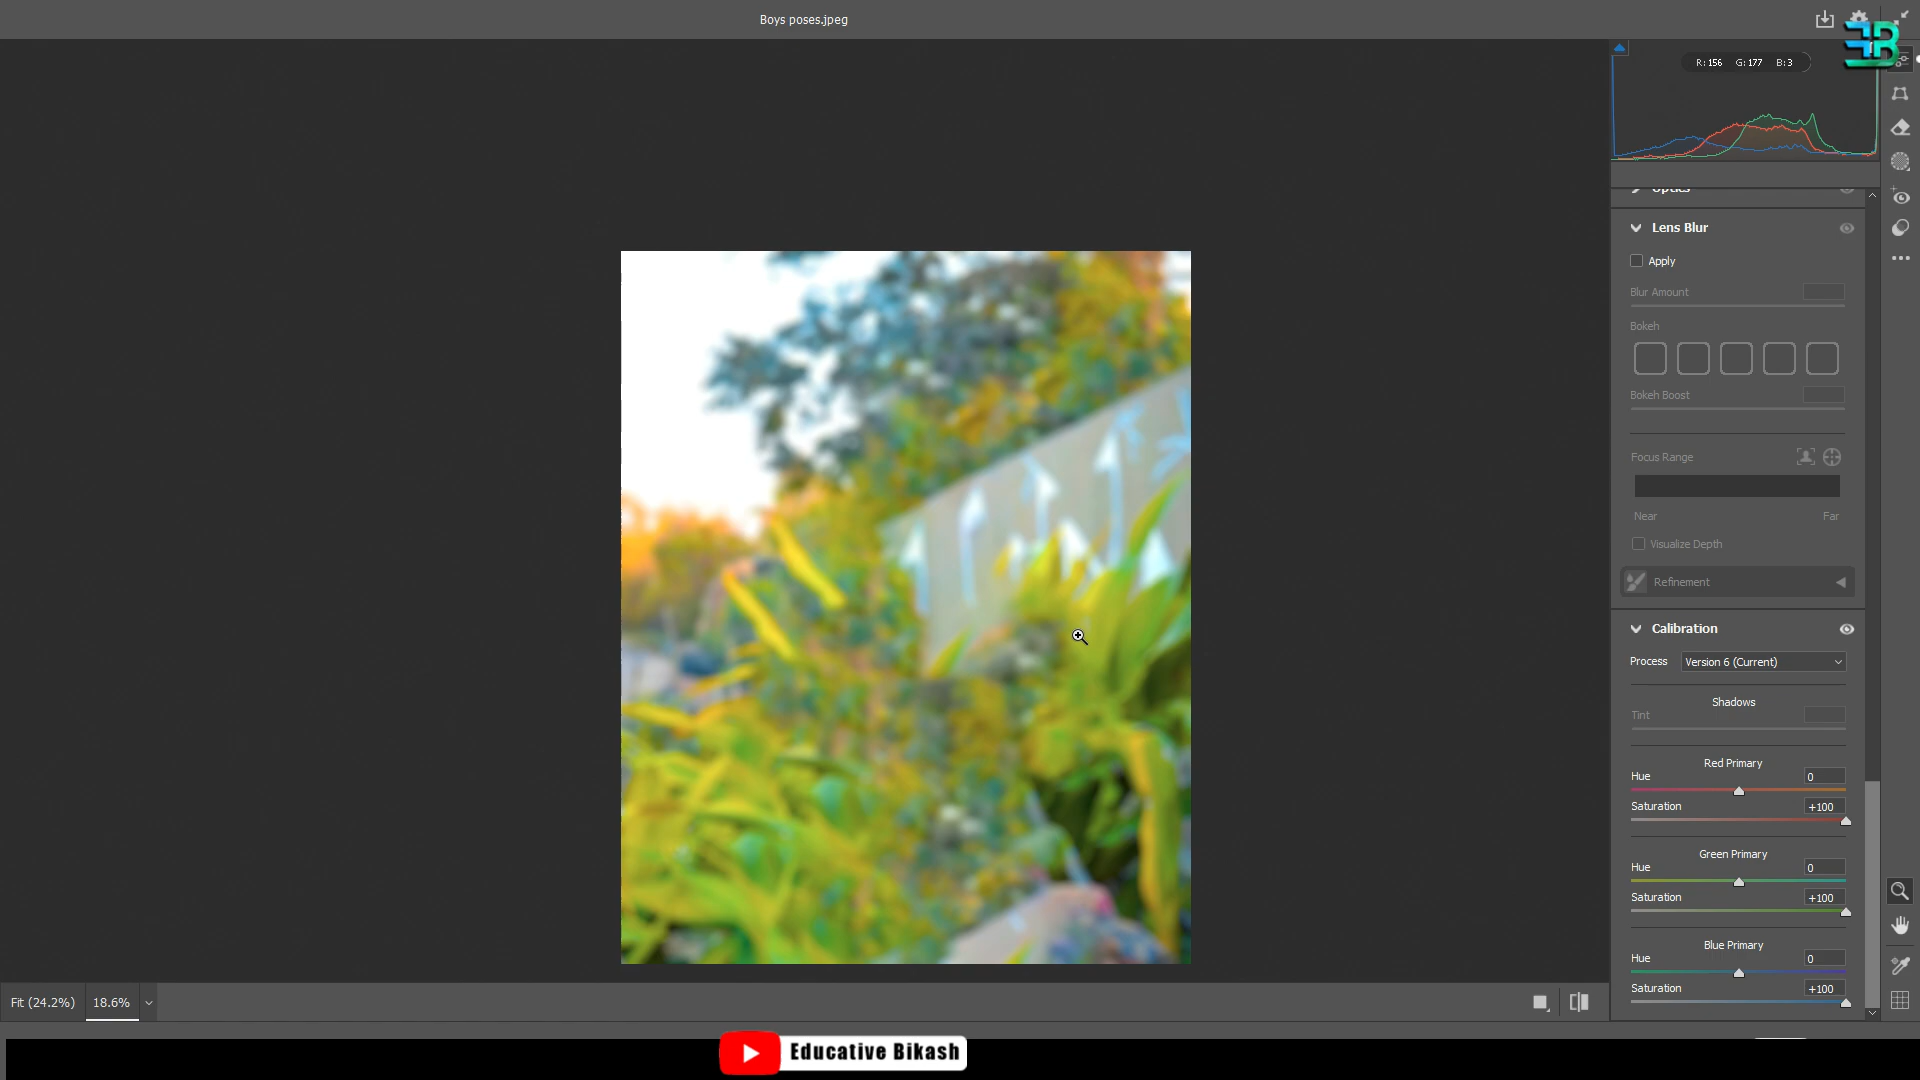 Boys poses.jpeg
R: 156 G: 177 B: 3
Optics
Lens Blur
Apply
Blur Amount
Bokeh
Bokeh Boost
Focus Range
Near Far
Visualize Depth
Refinement
Calibration
Process Version 6 (Current)
Shadows
Tint
Red Primary
Hue 0
Saturation +100
Green Primary
Hue 0
Saturation +100
Blue Primary
Hue 0
Saturation +100
Fit (24.2%) 18.6%
Educative Bikash